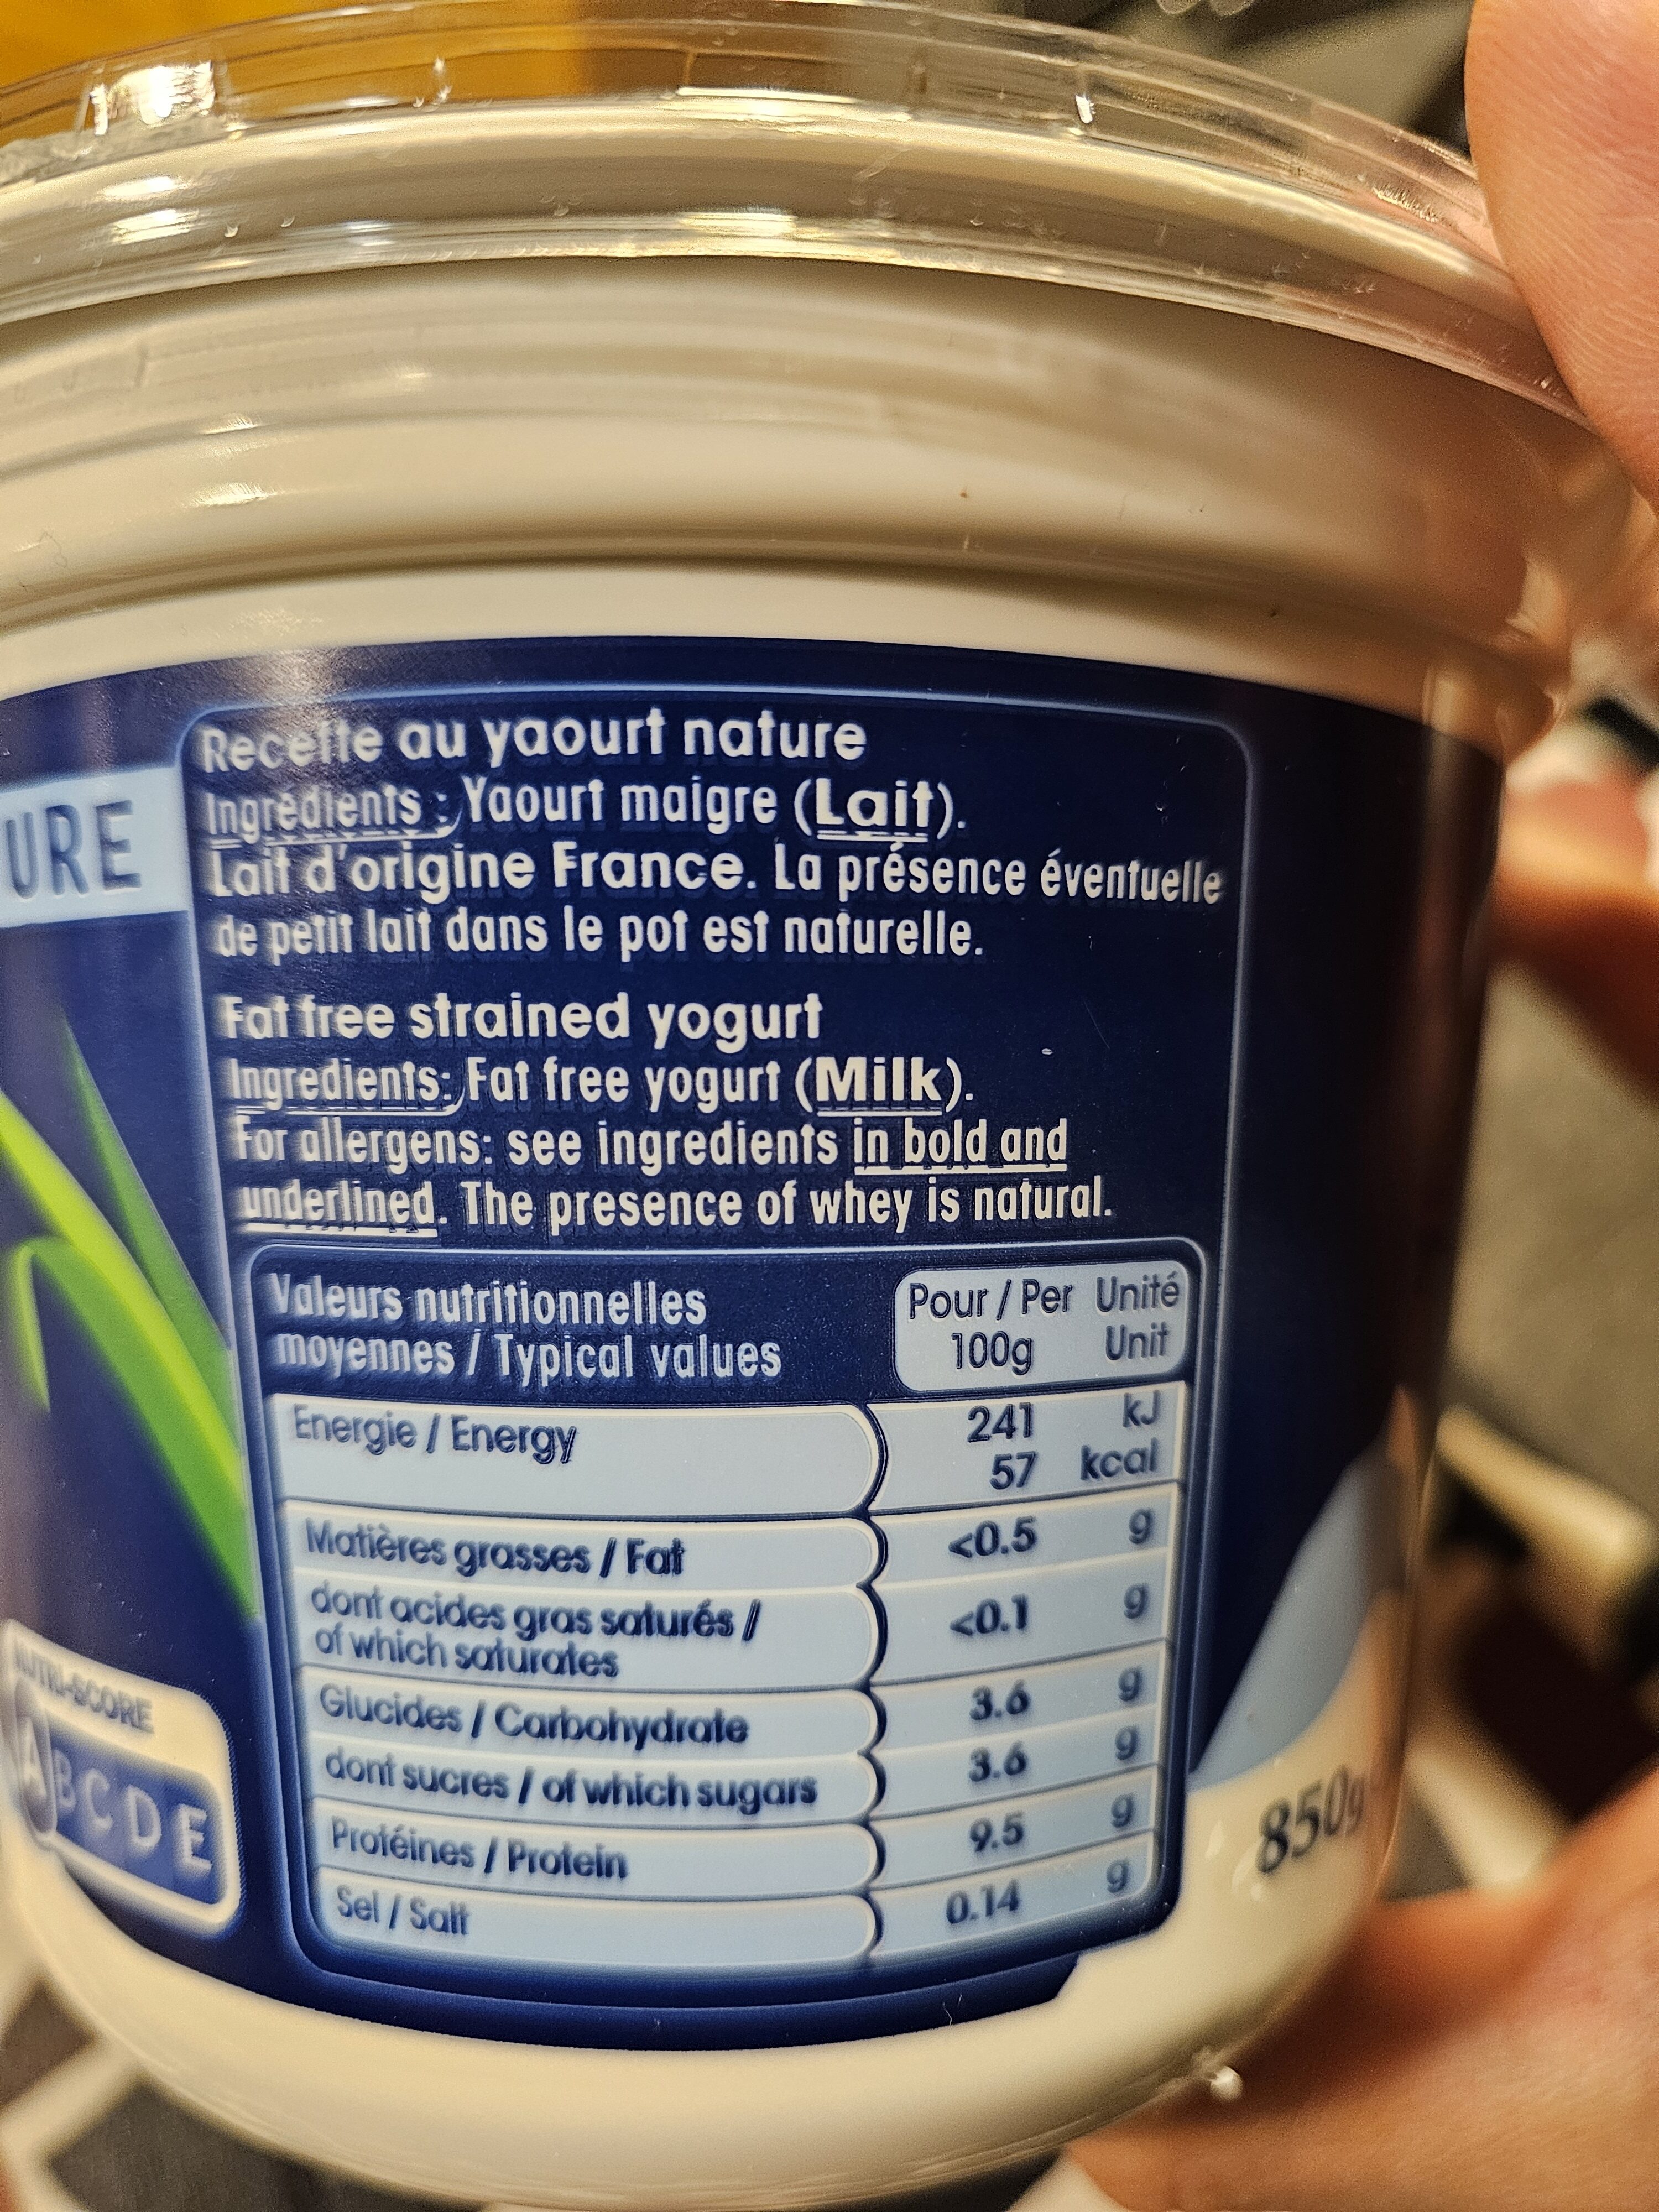 URE
Recette au yaourt nature
Ingrédients : Yaourt maigre (Lait).
Lait d'origine France. La présence éventuelle
de petit lait dans le pot est naturelle.
Fat free strained yogurt
Ingredients: Fat free yogurt (Milk).
For allergens: see ingredients in bold and
underlined. The presence of whey is natural.
Valeurs nutritionnelles
moyennes / Typical values
Pour / Per Unité
100g Unit
Energie / Energy 241 kJ
57 kcal
Matières grasses / Fat <0.5 g
dont acides gras saturés /
of which saturates <0.1 g
Glucides / Carbohydrate 3.6 g
dont sucres / of which sugars 3.6 g
Protéines / Protein 9.5 g
Sel / Salt 0.14 g
NUTRI-SCORE
A B C D E
850g